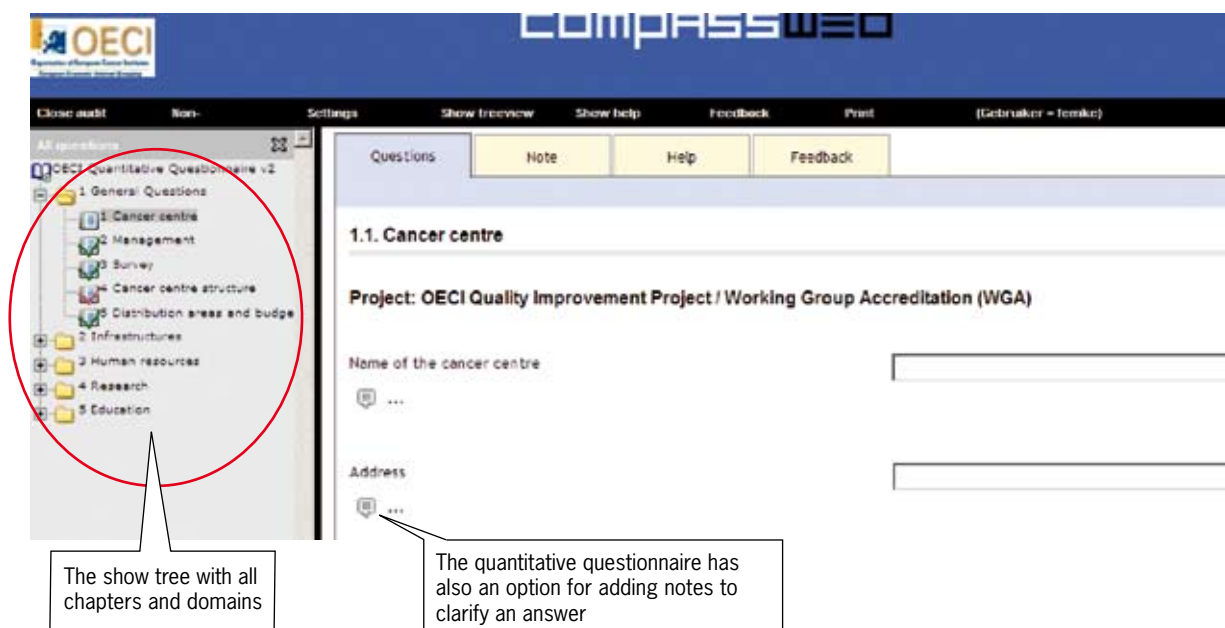 OECI
compassweb
Close audit Non- Settings Show treeview Show help Feedback Print (Gebruiker = femke)
All questions
OECI Quantitative Questionnaire v2
1 General Questions
1 Cancer centre
2 Management
3 Survey
4 Cancer centre structure
5 Distribution areas and budge
2 Infrastructures
3 Human resources
4 Research
5 Education
Questions Note Help Feedback
1.1. Cancer centre
Project: OECI Quality Improvement Project / Working Group Accreditation (WGA)
Name of the cancer centre
...
Address
...
The show tree with all
chapters and domains
The quantitative questionnaire has
also an option for adding notes to
clarify an answer